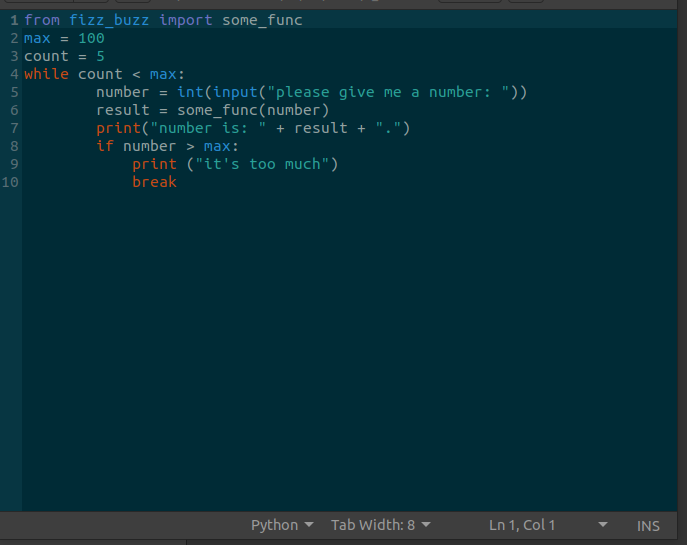 1 from fizz_buzz import some_func
2 max = 100
3 count = 5
4 while count < max:
5         number = int(input("please give me a number: "))
6         result = some_func(number)
7         print("number is: " + result + ".")
8         if number > max:
9             print ("it's too much")
10             break
Python Tab Width: 8 Ln 1, Col 1 INS